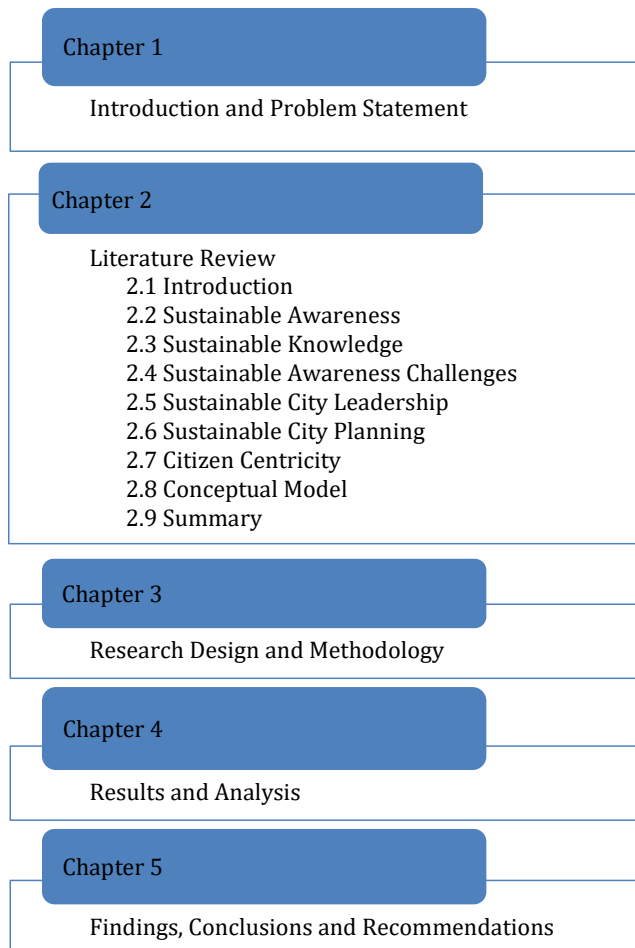 Chapter 1
Introduction and Problem Statement
Chapter 2
Literature Review
2.1 Introduction
2.2 Sustainable Awareness
2.3 Sustainable Knowledge
2.4 Sustainable Awareness Challenges
2.5 Sustainable City Leadership
2.6 Sustainable City Planning
2.7 Citizen Centricity
2.8 Conceptual Model
2.9 Summary
Chapter 3
Research Design and Methodology
Chapter 4
Results and Analysis
Chapter 5
Findings, Conclusions and Recommendations